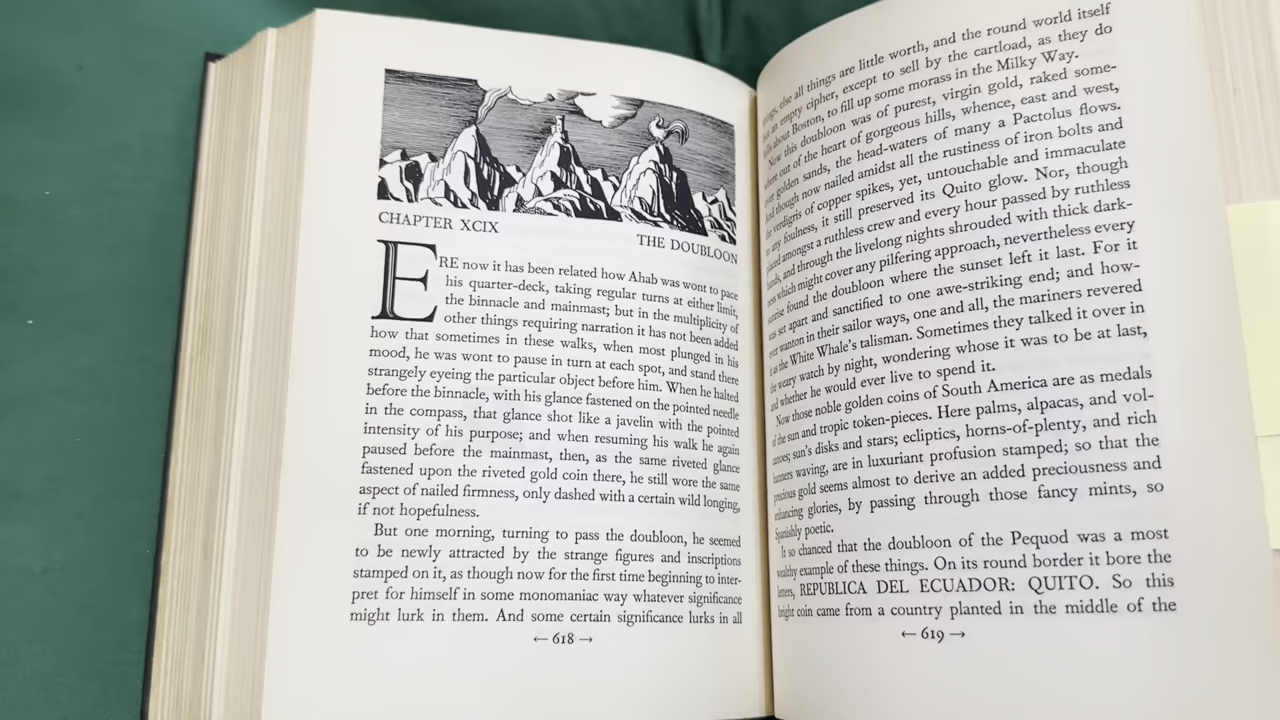 CHAPTER XCIX
THE DOUBLOON
ERE now it has been related how Ahab was wont to pace
his quarter-deck, taking regular turns at either limit,
the binnacle and mainmast; but in the multiplicity of
other things requiring narration it has not been added
how that sometimes in these walks, when most plunged in his
mood, he was wont to pause in turn at each spot, and stand there
strangely eyeing the particular object before him. When he halted
before the binnacle, with his glance fastened on the pointed needle
in the compass, that glance shot like a javelin with the pointed
intensity of his purpose; and when resuming his walk he again
paused before the mainmast, then, as the same riveted glance
fastened upon the riveted gold coin there, he still wore the same
aspect of nailed firmness, only dashed with a certain wild longing,
if not hopefulness.
But one morning, turning to pass the doubloon, he seemed
to be newly attracted by the strange figures and inscriptions
stamped on it, as though now for the first time beginning to inter-
pret for himself in some monomaniac way whatever significance
might lurk in them. And some certain significance lurks in all
← 618 →
else all things are little worth, and the round world itself
an empty cipher, except to sell by the cartload, as they do
about Boston, to fill up some morass in the Milky Way.
Now this doubloon was of purest, virgin gold, raked some-
where out of the heart of gorgeous hills, whence, east and west,
over golden sands, the head-waters of many a Pactolus flows.
And though now nailed amidst all the rustiness of iron bolts and
the verdigris of copper spikes, yet, untouchable and immaculate
to any foulness, it still preserved its Quito glow. Nor, though
placed amongst a ruthless crew and every hour passed by ruthless
hands, and through the livelong nights shrouded with thick dark-
ness which might cover any pilfering approach, nevertheless every
sunrise found the doubloon where the sunset left it last. For it
was set apart and sanctified to one awe-striking end; and how-
ever wanton in their sailor ways, one and all, the mariners revered
it as the White Whale's talisman. Sometimes they talked it over in
the weary watch by night, wondering whose it was to be at last,
and whether he would ever live to spend it.
Now those noble golden coins of South America are as medals
of the sun and tropic token-pieces. Here palms, alpacas, and vol-
canoes; sun's disks and stars; ecliptics, horns-of-plenty, and rich
banners waving, are in luxuriant profusion stamped; so that the
precious gold seems almost to derive an added preciousness and
enhancing glories, by passing through those fancy mints, so
Spanishly poetic.
It so chanced that the doubloon of the Pequod was a most
wealthy example of these things. On its round border it bore the
letters, REPUBLICA DEL ECUADOR: QUITO. So this
bright coin came from a country planted in the middle of the
← 619 →